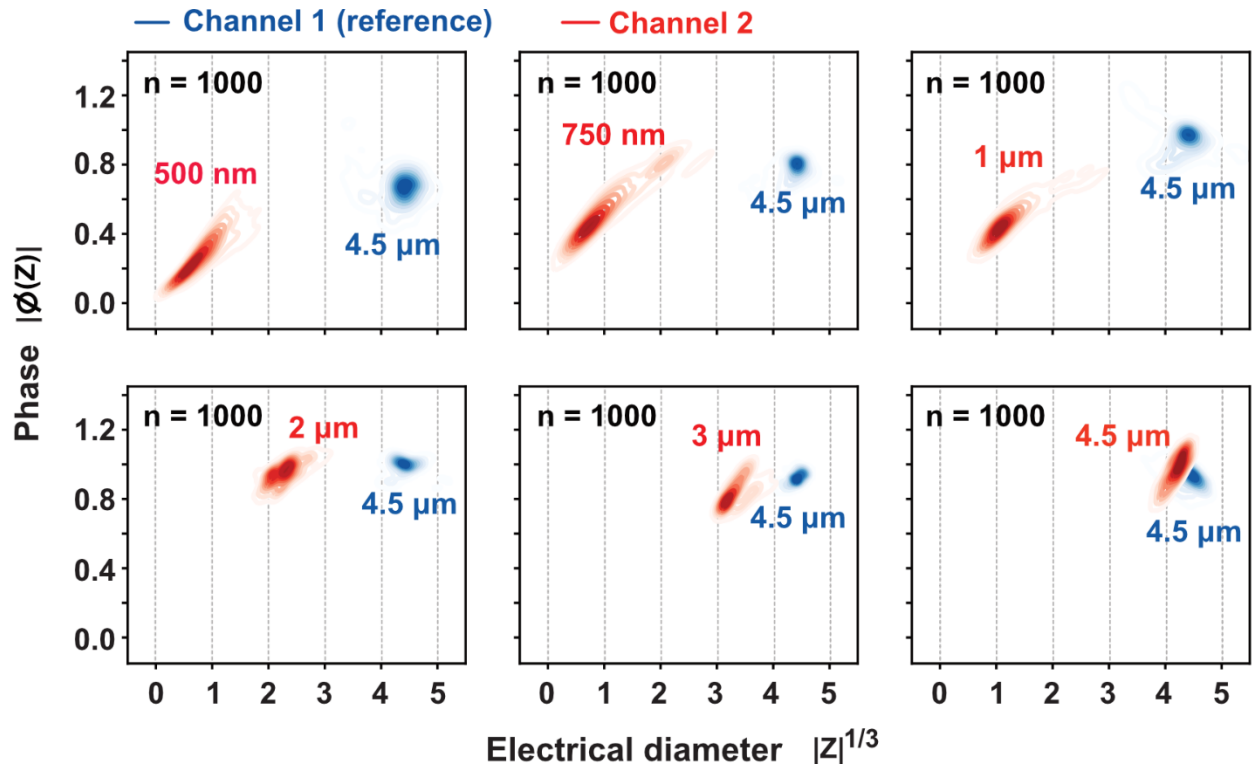 Channel 1 (reference) Channel 2
n = 1000 n = 1000 n = 1000
1.2
750 nm
1 µm
0.8
500 nm
4.5 µm
4.5 µm
0.4
4.5 µm
0.0
Phase |Ø(Z)|
n = 1000 n = 1000 n = 1000
1.2
2 µm 3 µm 4.5 µm
0.8
4.5 µm 4.5 µm 4.5 µm
0.4
0.0
0 1 2 3 4 5 0 1 2 3 4 5 0 1 2 3 4 5
Electrical diameter |Z|^1/3